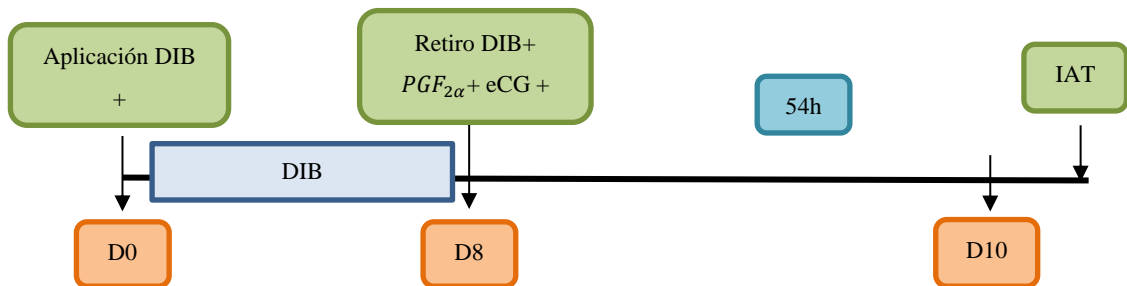 Aplicación DIB
+
Retiro DIB+
PGF2α+ eCG +
54h
IAT
DIB
D0
D8
D10